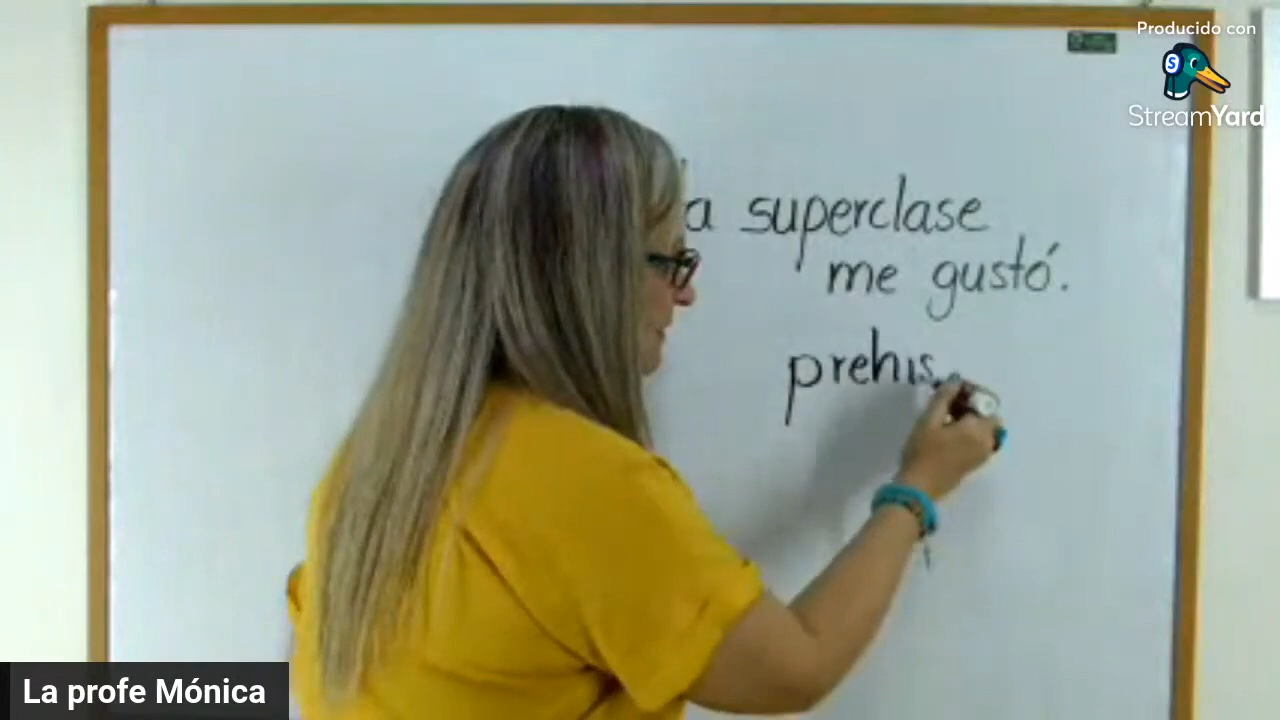 Producido con
StreamYard
a superclase
me gustó.
prehis
La profe Mónica